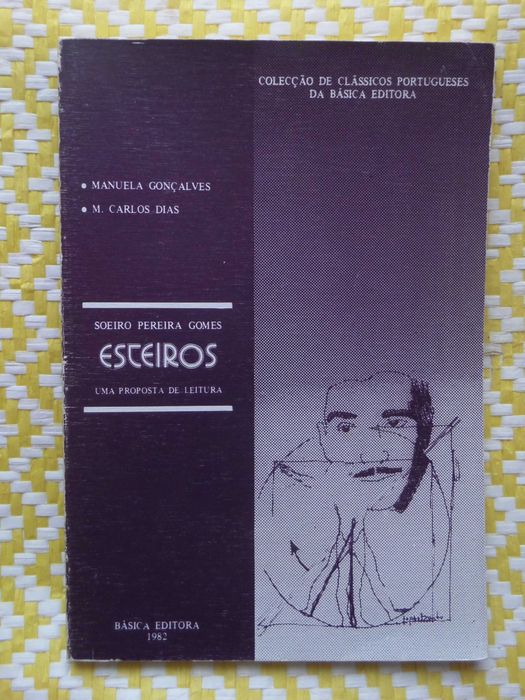 COLECÇÃO DE CLÁSSICOS PORTUGUESES
DA BÁSICA EDITORA
• MANUELA GONÇALVES
• M. CARLOS DIAS
SOEIRO PEREIRA GOMES
ESTEIROS
UMA PROPOSTA DE LEITURA
BÁSICA EDITORA
1982